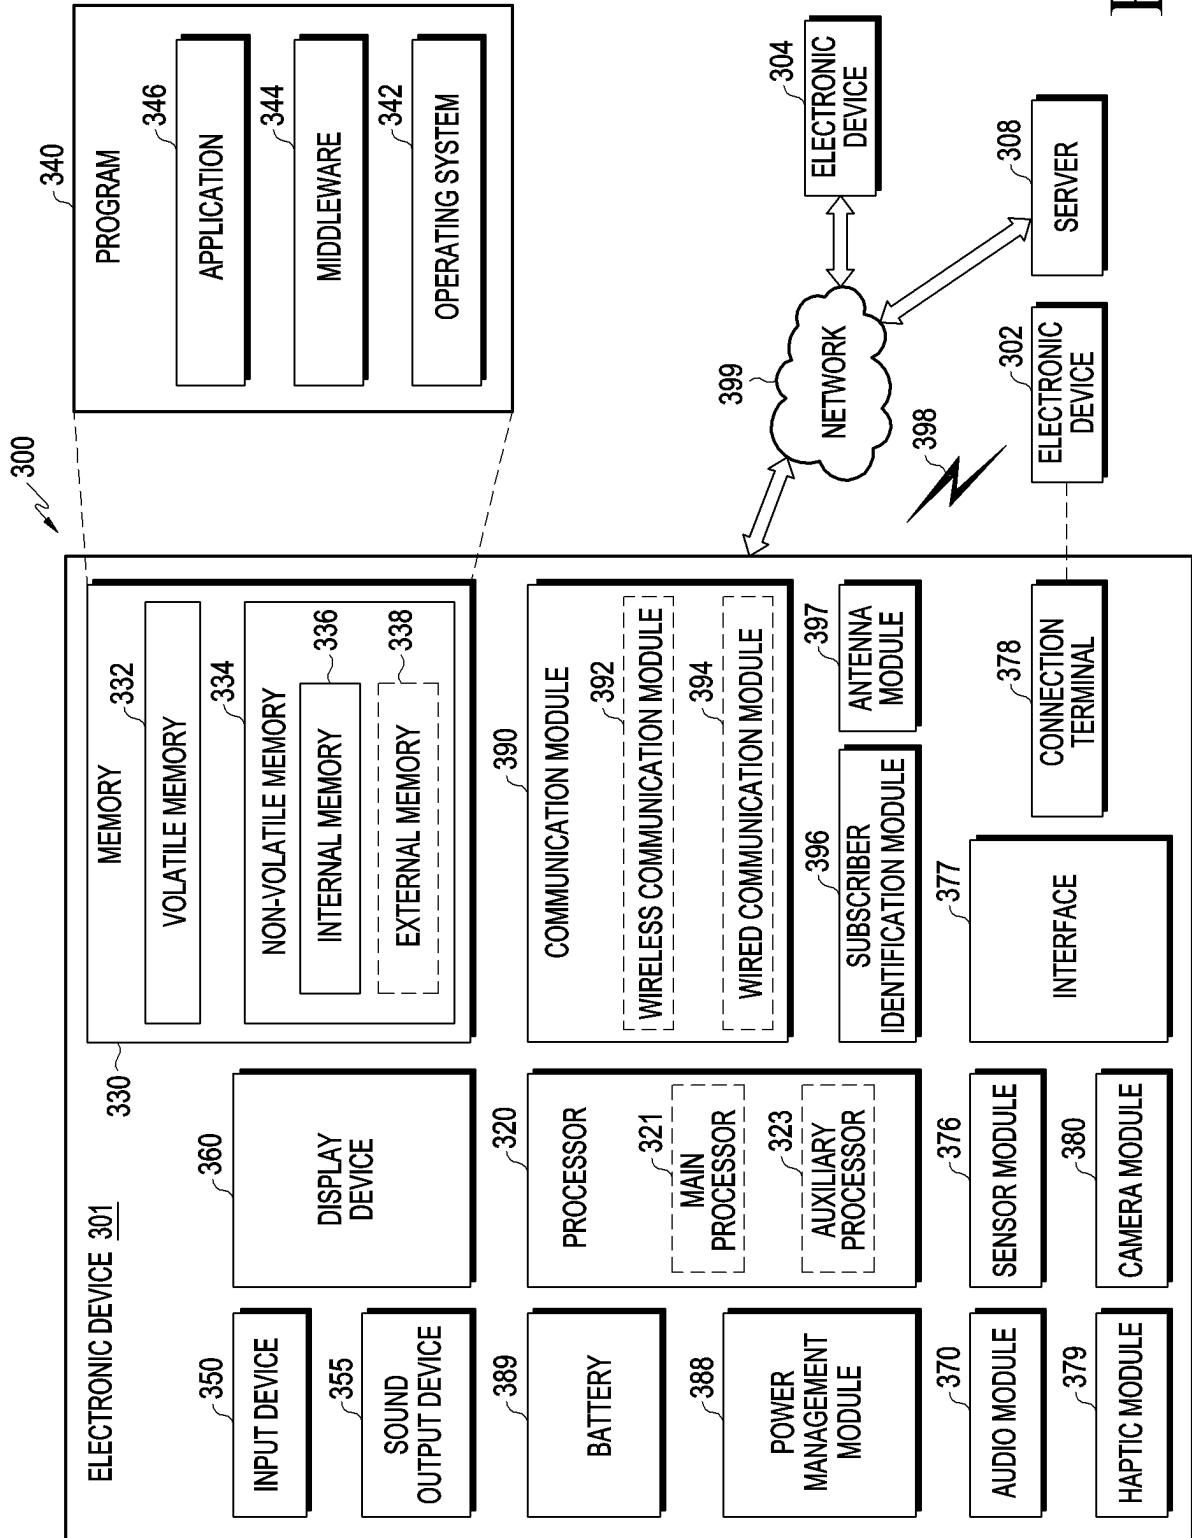 300
ELECTRONIC DEVICE 301
INPUT DEVICE
350
SOUND
OUTPUT DEVICE
355
BATTERY
389
POWER
MANAGEMENT
MODULE
388
AUDIO MODULE
370
HAPTIC MODULE
379
DISPLAY
DEVICE
360
PROCESSOR
320
MAIN
PROCESSOR
321
AUXILIARY
PROCESSOR
323
SENSOR MODULE
376
CAMERA MODULE
380
330
MEMORY
VOLATILE MEMORY
332
NON-VOLATILE MEMORY
334
INTERNAL MEMORY
336
EXTERNAL MEMORY
338
COMMUNICATION MODULE
390
WIRELESS COMMUNICATION MODULE
392
WIRED COMMUNICATION MODULE
394
SUBSCRIBER
IDENTIFICATION MODULE
396
ANTENNA
MODULE
397
INTERFACE
377
CONNECTION
TERMINAL
378
PROGRAM
340
APPLICATION
346
MIDDLEWARE
344
OPERATING SYSTEM
342
NETWORK
399
398
ELECTRONIC
DEVICE
304
SERVER
308
ELECTRONIC
DEVICE
302